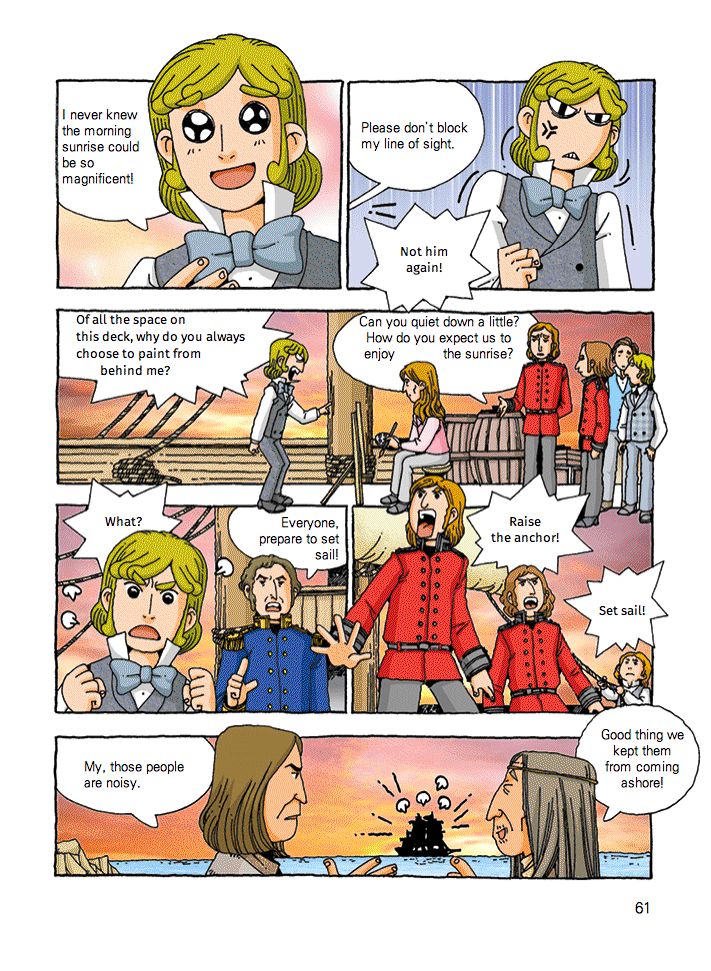 I never knew
the morning
sunrise could
be so
magnificent!
Please don't block
my line of sight.
Not him
again!
Of all the space on
this deck, why do you always
choose to paint from
behind me?
Can you quiet down a little?
How do you expect us to
enjoy the sunrise?
What?
Everyone,
prepare to set
sail!
Raise
the anchor!
Set sail!
My, those people
are noisy.
Good thing we
kept them
from coming
ashore!
61